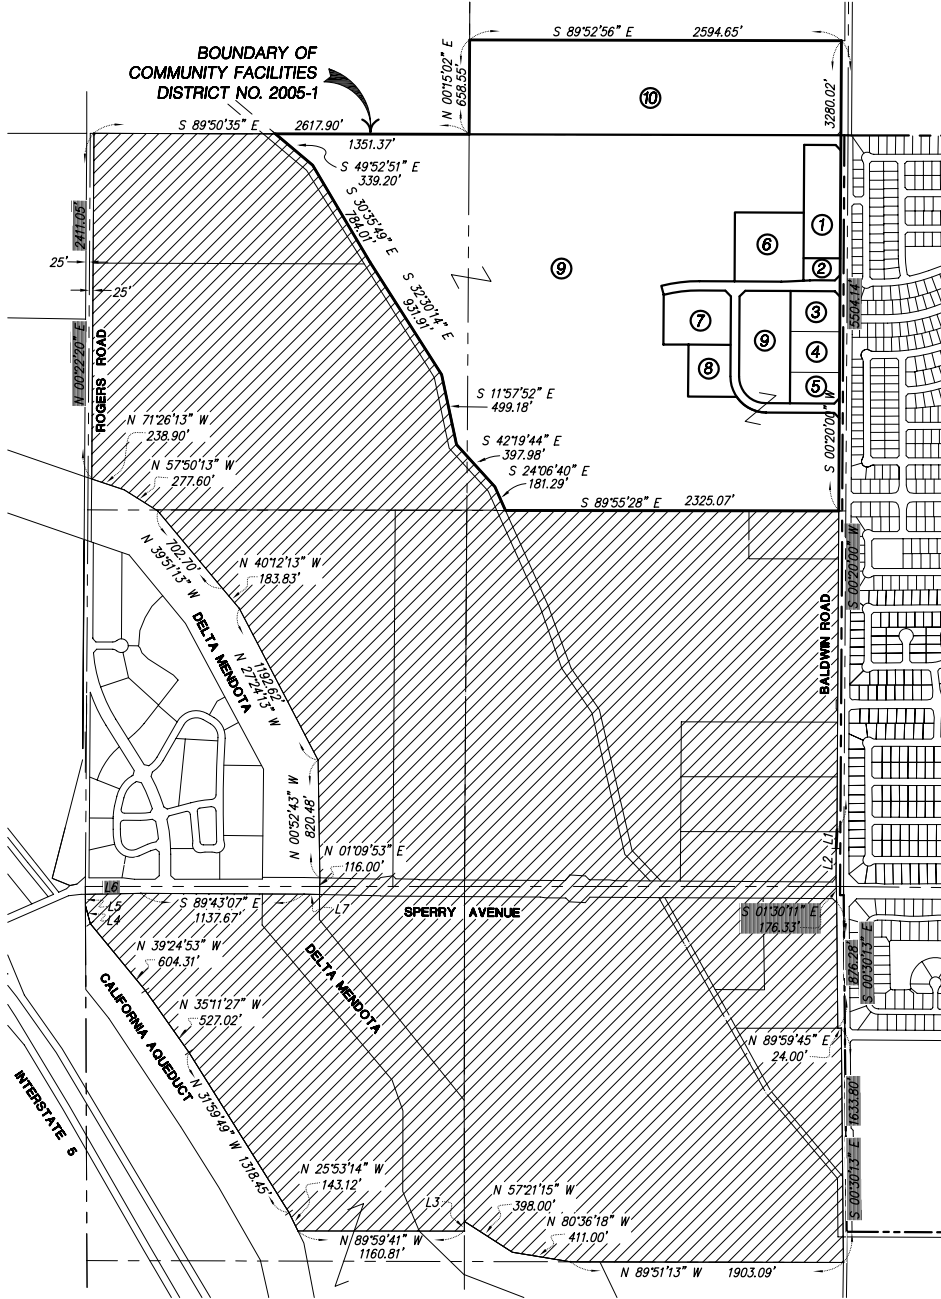 S 89°52'56" E 2594.65'
BOUNDARY OF
COMMUNITY FACILITIES
DISTRICT NO. 2005-1
N 00°15'02" E
658.55'
10
3280.02'
S 89°50'35" E 2617.90'
1351.37'
S 49°52'51" E
339.20'
S 30°35'49" E
784.01'
2411.05'
25'
25'
N 00°22'20" E
ROGERS ROAD
S 32°30'14" E
931.91'
1
6
2
9
7
3
9
4
8
5
5504.14'
S 00°20'00" W
S 11°57'52" E
499.18'
N 71°26'13" W
238.90'
S 42°19'44" E
397.98'
N 57°50'13" W
277.60'
S 24°06'40" E
181.29'
S 89°55'28" E 2325.07'
702.70'
N 39°51'13" W
N 40°12'13" W
183.83'
S 00°20'00" W
BALDWIN ROAD
DELTA MENDOTA
1192.62'
N 27°24'13" W
N 00°52'43" W
820.48'
N 01°09'53" E
116.00'
L2 L1
L6
L5
L4
S 89°43'07" E
1137.67'
L7
SPERRY AVENUE
S 01°30'11" E
176.33'
N 39°24'53" W
604.31'
DELTA MENDOTA
876.28'
S 00°30'13" E
CALIFORNIA AQUEDUCT
N 35°11'27" W
527.02'
N 89°59'45" E
24.00'
INTERSTATE 5
N 31°59'49" W 1318.45'
S 00°30'13" E 1633.80'
N 25°53'14" W
143.12'
L3
N 57°21'15" W
398.00'
N 80°36'18" W
411.00'
N 89°59'41" W
1160.81'
N 89°51'13" W 1903.09'